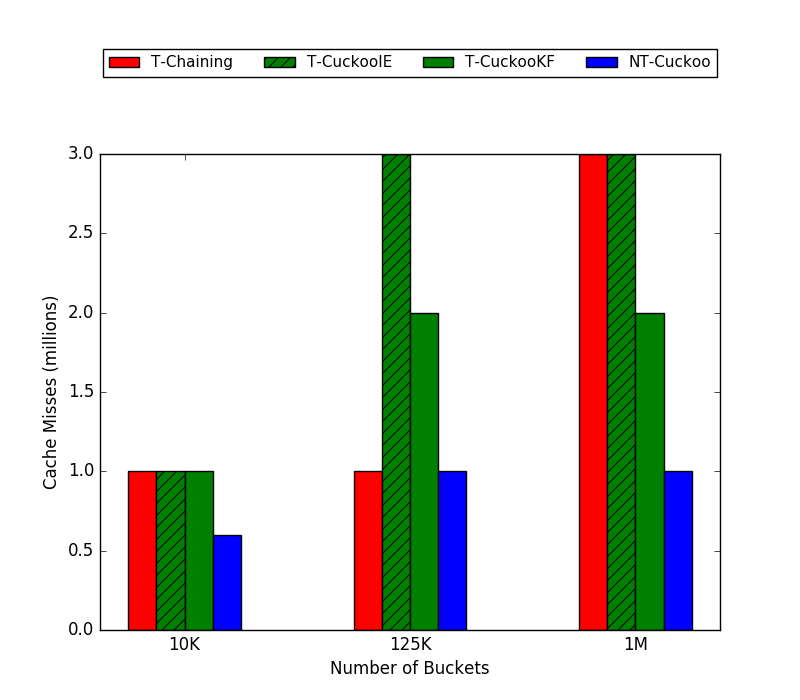 T-Chaining T-CuckooIE T-CuckooKF NT-Cuckoo
3.0
2.5
2.0
1.5
1.0
0.5
0.0
Cache Misses (millions)
10K 125K 1M
Number of Buckets